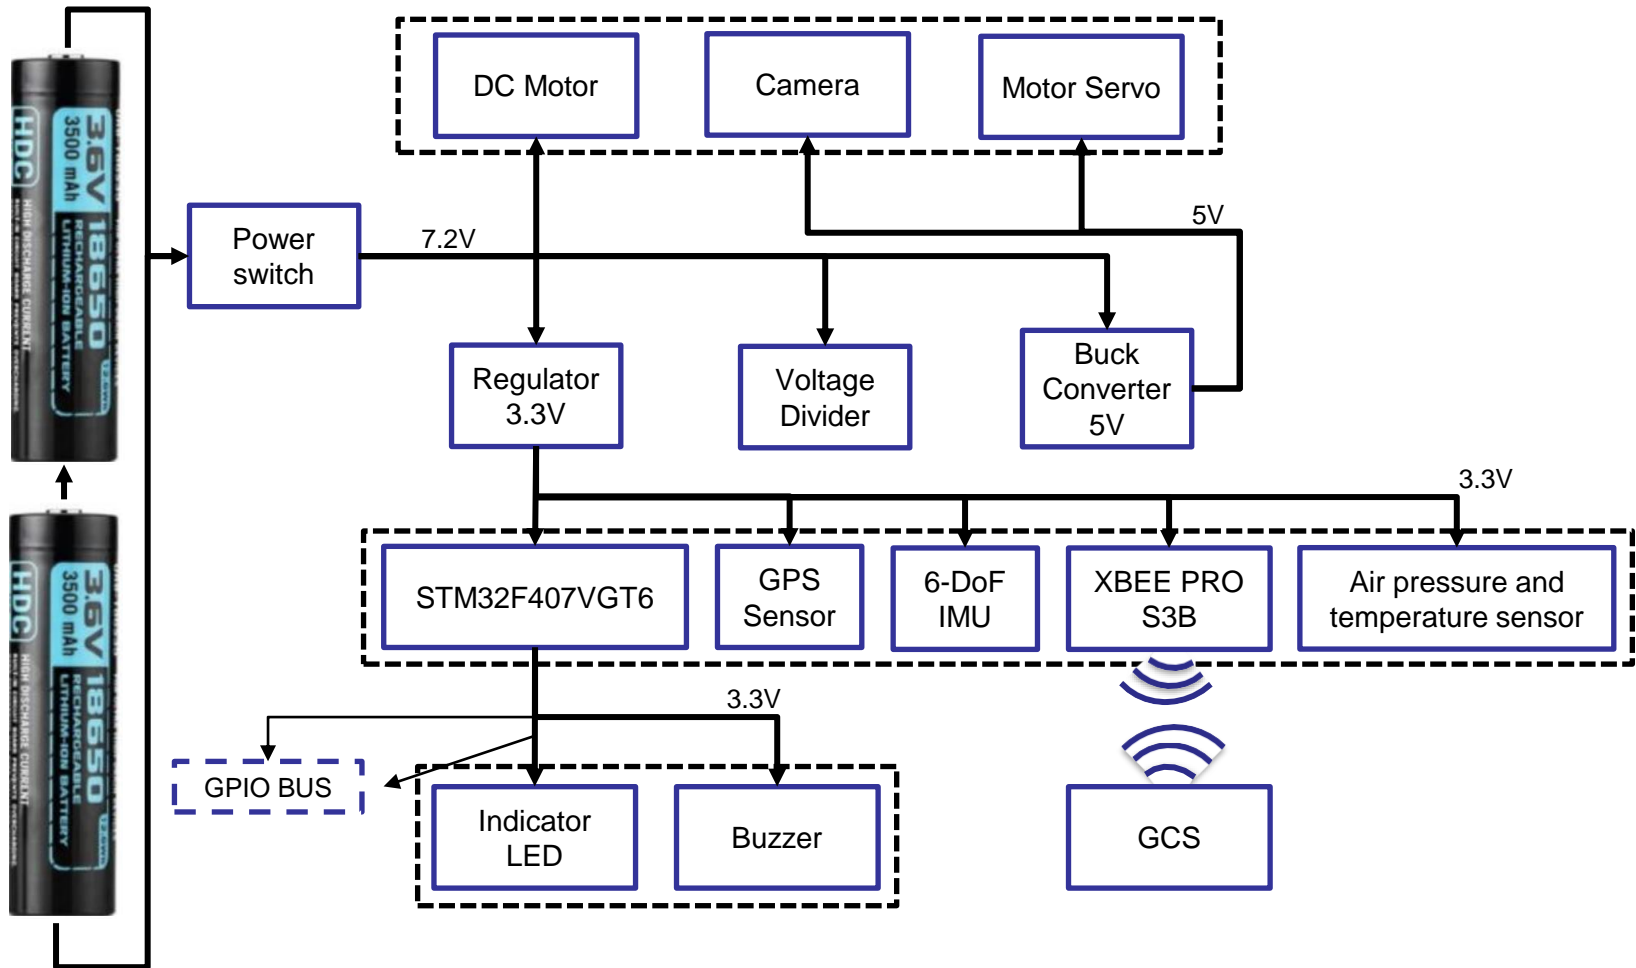 DC Motor
Camera
Motor Servo
5V
7.2V
Power
switch
Regulator
3.3V
Voltage
Divider
Buck
Converter
5V
3.3V
STM32F407VGT6
GPS
Sensor
6-DoF
IMU
XBEE PRO
S3B
Air pressure and
temperature sensor
3.3V
GPIO BUS
Indicator
LED
Buzzer
GCS
3.6V 18650
3500 mAh RECHARGEABLE
LITHIUM-ION BATTERY
HDC HIGH DISCHARGE CURRENT
3.6V 18650
3500 mAh RECHARGEABLE
LITHIUM-ION BATTERY
HDC HIGH DISCHARGE CURRENT